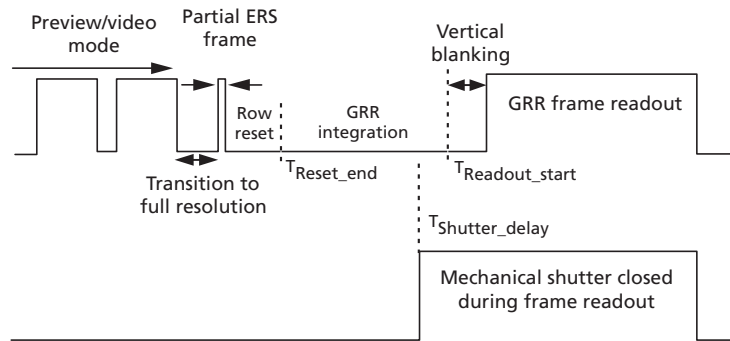 Preview/video
mode
Partial ERS
frame
Vertical
blanking
Row
reset
GRR
integration
GRR frame readout
TReset_end
TReadout_start
Transition to
full resolution
TShutter_delay
Mechanical shutter closed
during frame readout